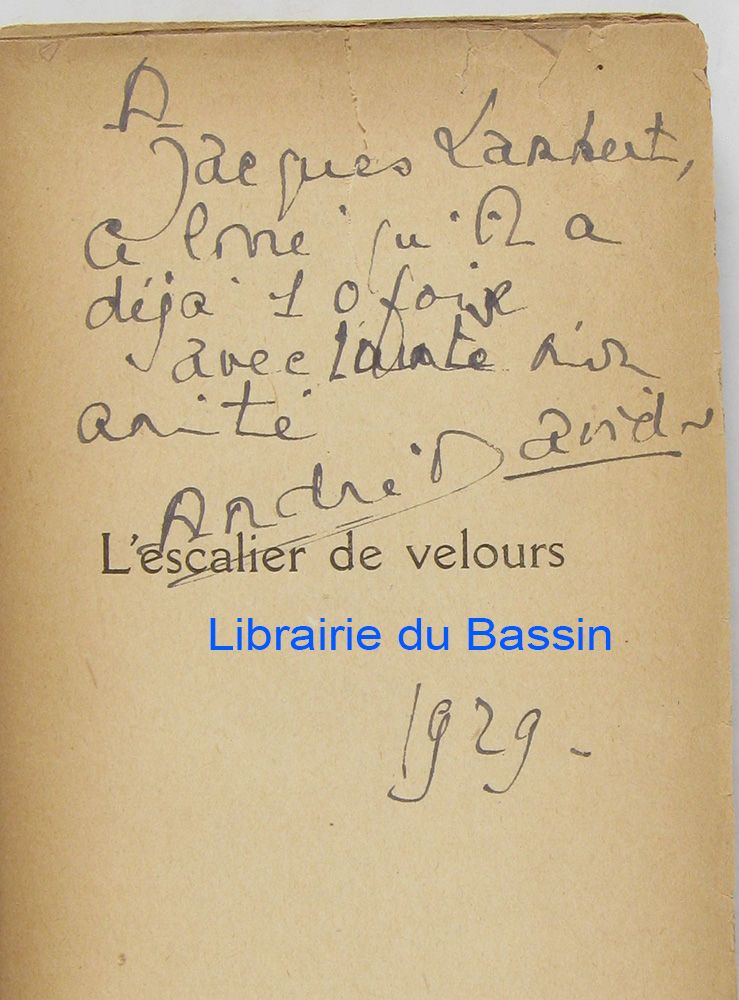 A
Jacques Lambert,
ce livre qu'il a
déjà 10 fois
avec toute mon
amitié
André David
L'escalier de velours
Librairie du Bassin
1929-